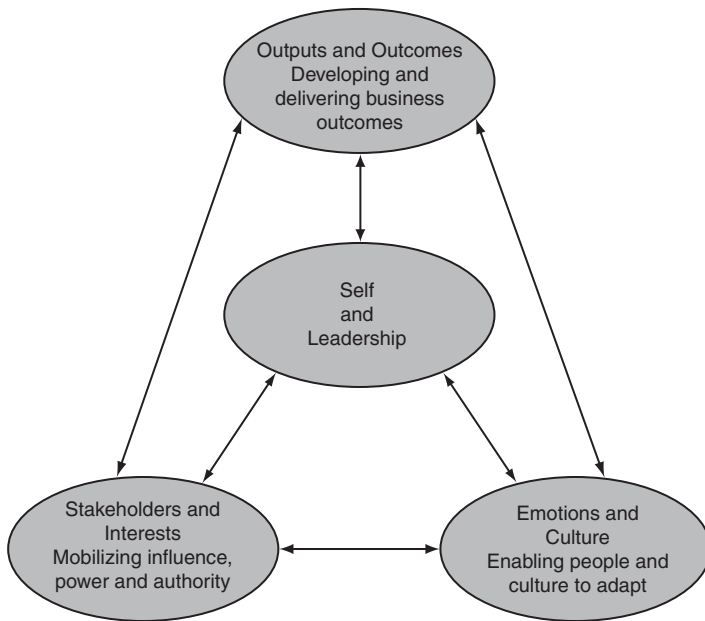 Outputs and Outcomes
Developing and
delivering business
outcomes
Self
and
Leadership
Stakeholders and
Interests
Mobilizing influence,
power and authority
Emotions and
Culture
Enabling people and
culture to adapt